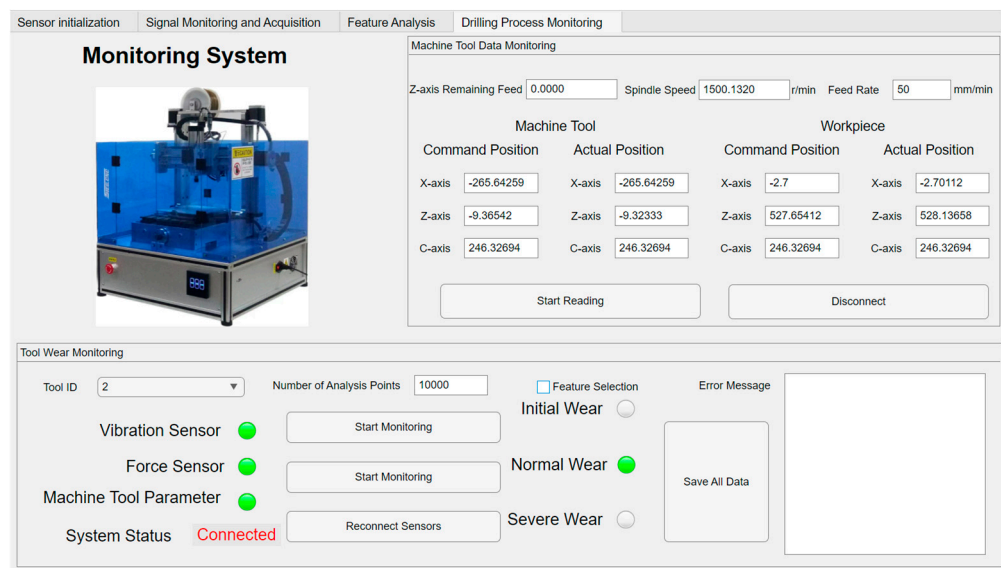 Sensor initialization Signal Monitoring and Acquisition Feature Analysis Drilling Process Monitoring
Monitoring System
Machine Tool Data Monitoring
Z-axis Remaining Feed 0.0000 Spindle Speed 1500.1320 r/min Feed Rate 50 mm/min
Machine Tool Workpiece
Command Position Actual Position Command Position Actual Position
X-axis -265.64259 X-axis -265.64259 X-axis -2.7 X-axis -2.70112
Z-axis -9.36542 Z-axis -9.32333 Z-axis 527.65412 Z-axis 528.13658
C-axis 246.32694 C-axis 246.32694 C-axis 246.32694 C-axis 246.32694
Start Reading Disconnect
Tool Wear Monitoring
Tool ID 2 Number of Analysis Points 10000 Feature Selection Error Message
Initial Wear
Vibration Sensor Start Monitoring
Force Sensor Start Monitoring Normal Wear Save All Data
Machine Tool Parameter
System Status Connected Reconnect Sensors Severe Wear